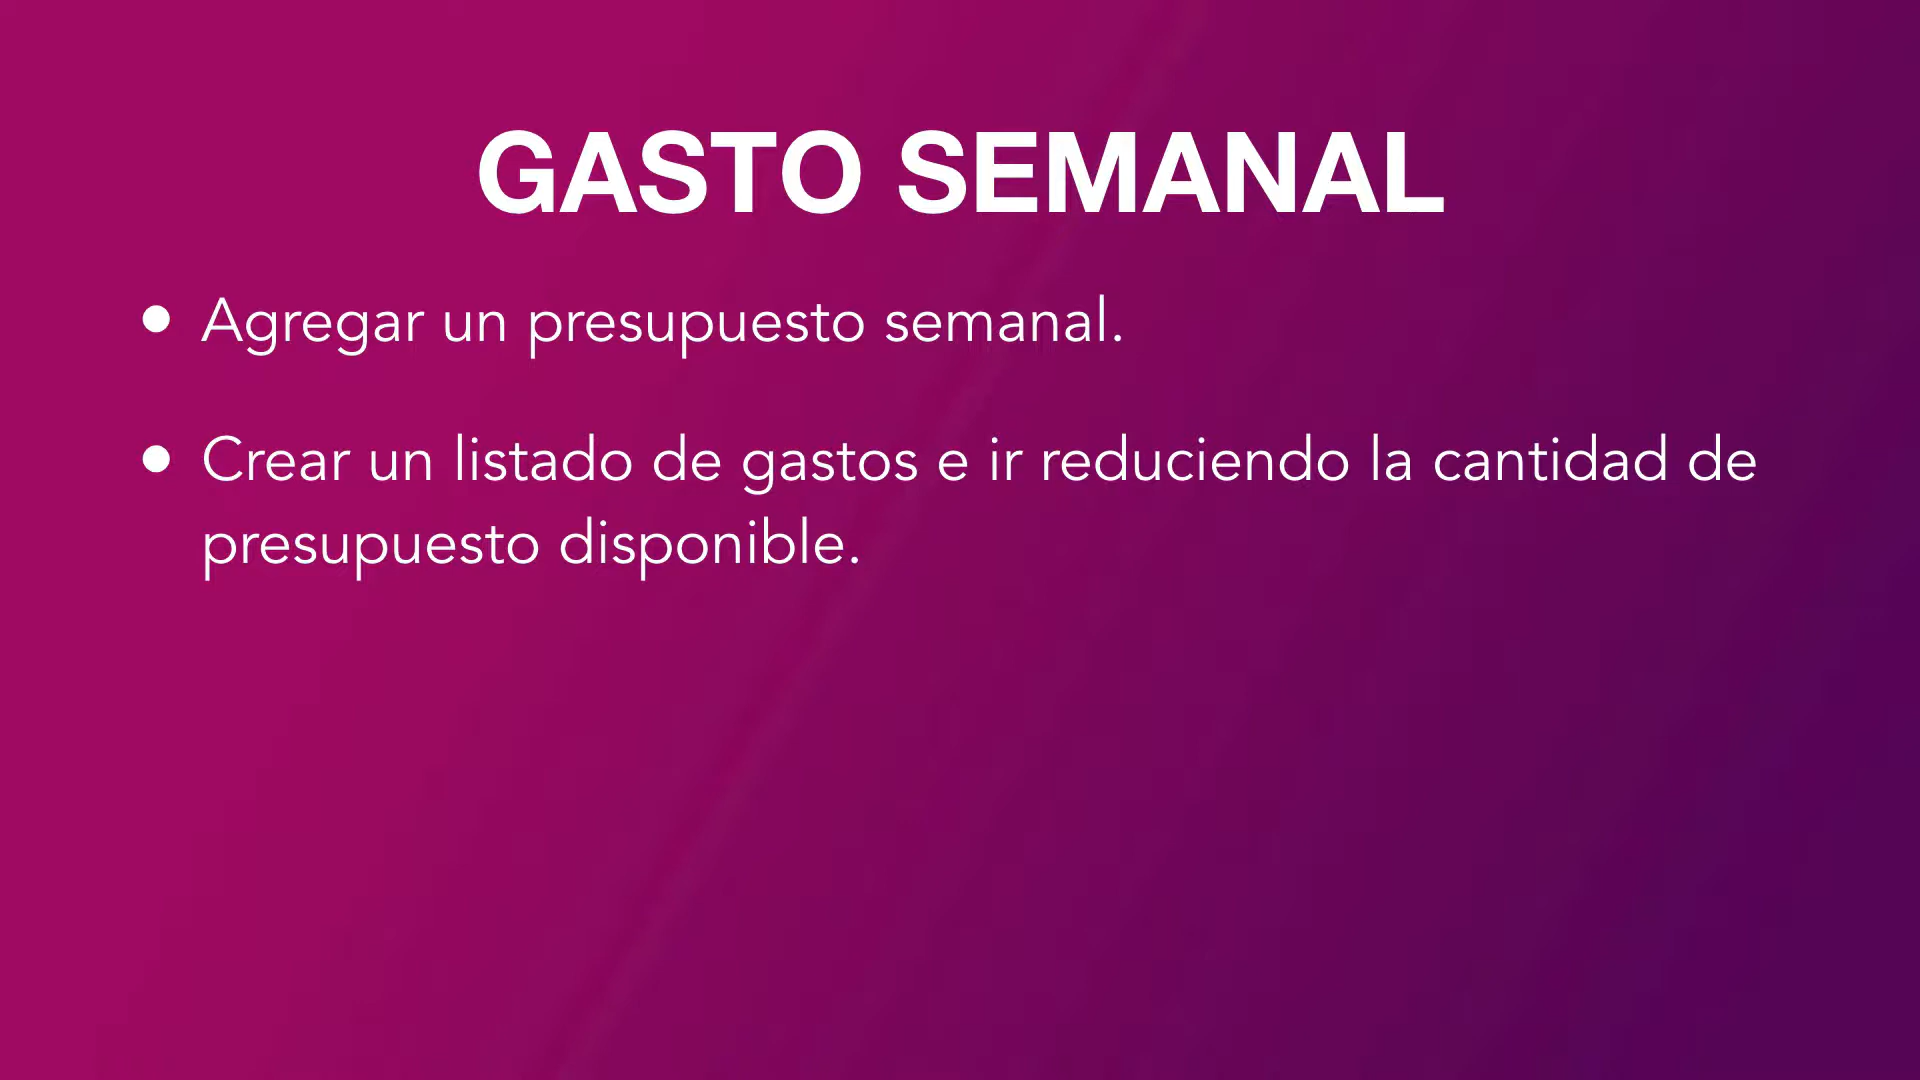 GASTO SEMANAL
• Agregar un presupuesto semanal.
• Crear un listado de gastos e ir reduciendo la cantidad de
presupuesto disponible.